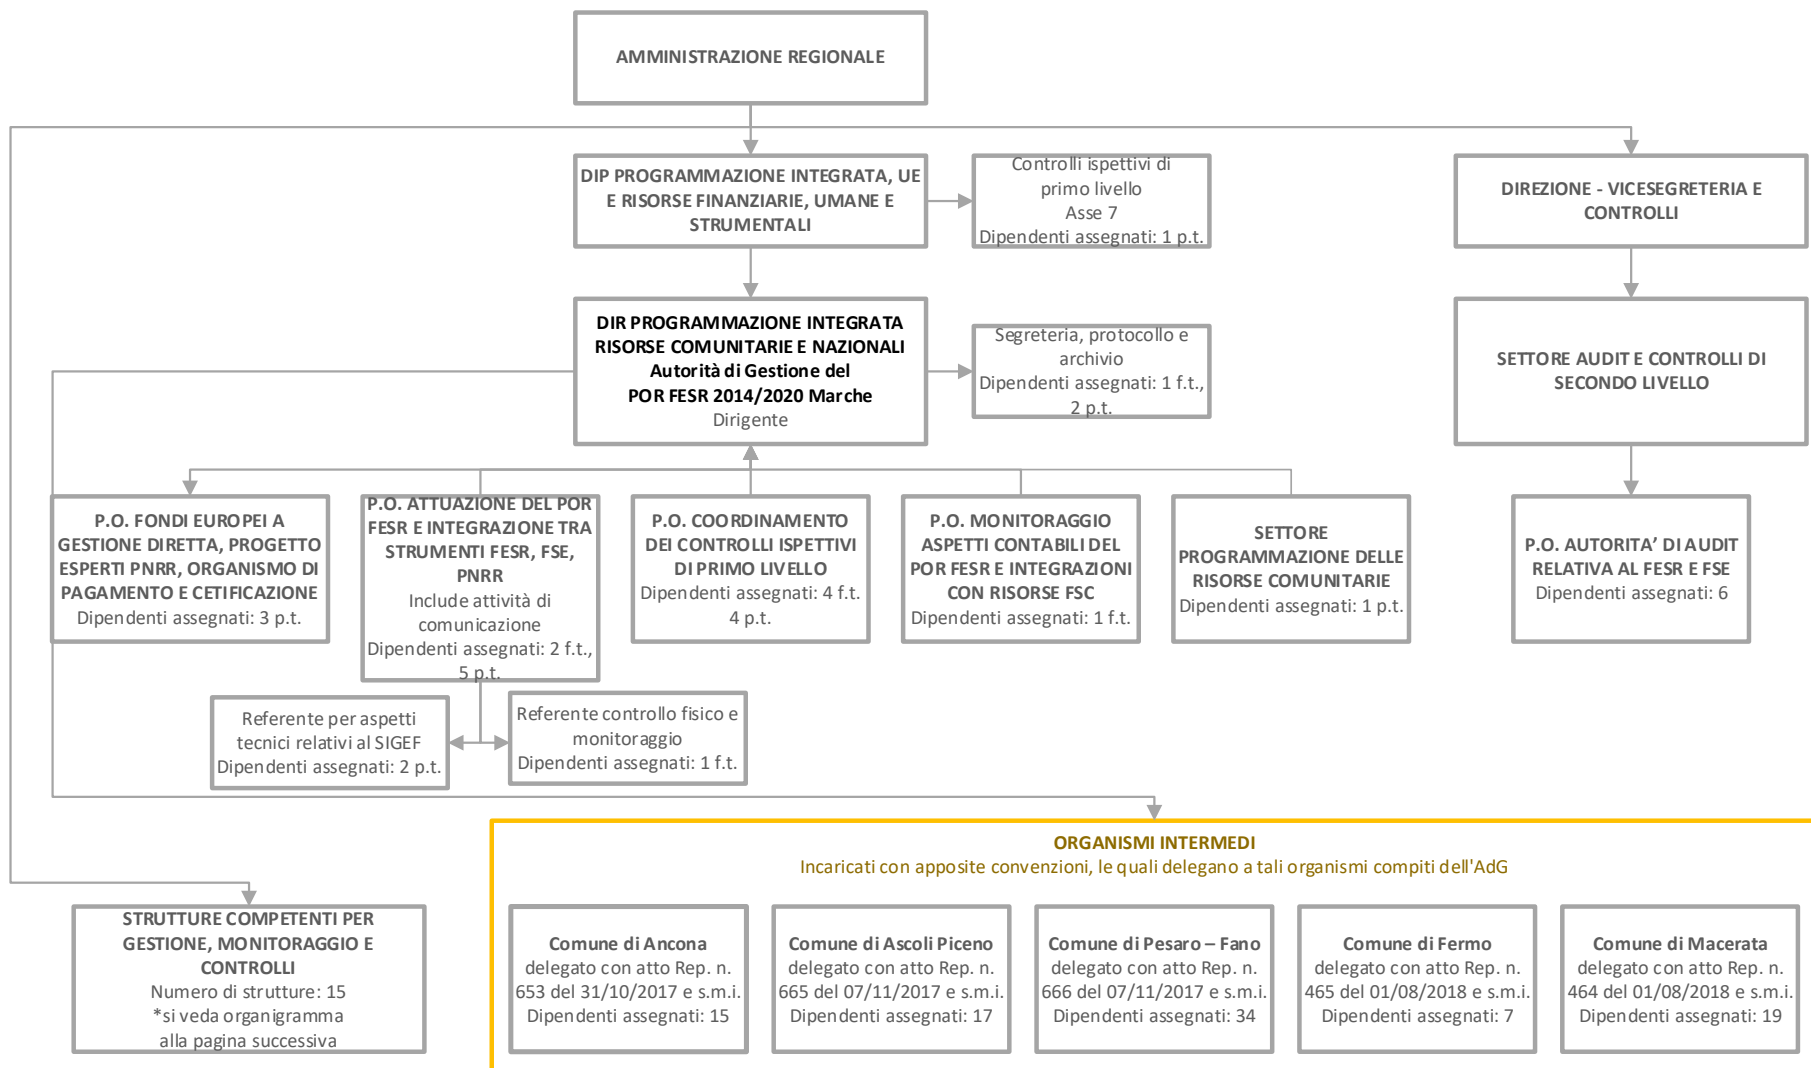 AMMINISTRAZIONE REGIONALE
DIP PROGRAMMAZIONE INTEGRATA, UE
E RISORSE FINANZIARIE, UMANE E
STRUMENTALI
Controlli ispettivi di
primo livello
Asse 7
Dipendenti assegnati: 1 p.t.
DIREZIONE - VICESEGRETERIA E
CONTROLLI
DIR PROGRAMMAZIONE INTEGRATA
RISORSE COMUNITARIE E NAZIONALI
Autorità di Gestione del
POR FESR 2014/2020 Marche
Dirigente
Segreteria, protocollo e
archivio
Dipendenti assegnati: 1 f.t.,
2 p.t.
SETTORE AUDIT E CONTROLLI DI
SECONDO LIVELLO
P.O. FONDI EUROPEI A
GESTIONE DIRETTA, PROGETTO
ESPERTI PNRR, ORGANISMO DI
PAGAMENTO E CETIFICAZIONE
Dipendenti assegnati: 3 p.t.
P.O. ATTUAZIONE DEL POR
FESR E INTEGRAZIONE TRA
STRUMENTI FESR, FSE,
PNRR
Include attività di
comunicazione
Dipendenti assegnati: 2 f.t.,
5 p.t.
P.O. COORDINAMENTO
DEI CONTROLLI ISPETTIVI
DI PRIMO LIVELLO
Dipendenti assegnati: 4 f.t.
4 p.t.
P.O. MONITORAGGIO
ASPETTI CONTABILI DEL
POR FESR E INTEGRAZIONI
CON RISORSE FSC
Dipendenti assegnati: 1 f.t.
SETTORE
PROGRAMMAZIONE DELLE
RISORSE COMUNITARIE
Dipendenti assegnati: 1 p.t.
P.O. AUTORITA’ DI AUDIT
RELATIVA AL FESR E FSE
Dipendenti assegnati: 6
Referente per aspetti
tecnici relativi al SIGEF
Dipendenti assegnati: 2 p.t.
Referente controllo fisico e
monitoraggio
Dipendenti assegnati: 1 f.t.
ORGANISMI INTERMEDI
Incaricati con apposite convenzioni, le quali delegano a tali organismi compiti dell'AdG
STRUTTURE COMPETENTI PER
GESTIONE, MONITORAGGIO E
CONTROLLI
Numero di strutture: 15
*si veda organigramma
alla pagina successiva
Comune di Ancona
delegato con atto Rep. n.
653 del 31/10/2017 e s.m.i.
Dipendenti assegnati: 15
Comune di Ascoli Piceno
delegato con atto Rep. n.
665 del 07/11/2017 e s.m.i.
Dipendenti assegnati: 17
Comune di Pesaro – Fano
delegato con atto Rep. n.
666 del 07/11/2017 e s.m.i.
Dipendenti assegnati: 34
Comune di Fermo
delegato con atto Rep. n.
465 del 01/08/2018 e s.m.i.
Dipendenti assegnati: 7
Comune di Macerata
delegato con atto Rep. n.
464 del 01/08/2018 e s.m.i.
Dipendenti assegnati: 19